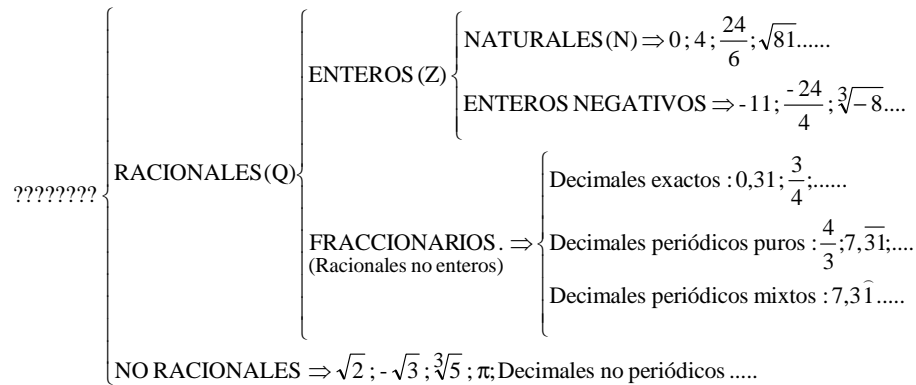 NATURALES (N) ⇒ 0 ; 4 ; 24/6 ; √81......
ENTEROS (Z)
ENTEROS NEGATIVOS ⇒ -11; -24/4 ; ∛-8....
RACIONALES (Q)
????????
Decimales exactos : 0,31; 3/4;......
FRACCIONARIOS. ⇒
(Racionales no enteros)
Decimales periódicos puros : 4/3;7,3̅1̅;....
Decimales periódicos mixtos : 7,31̂.....
NO RACIONALES ⇒ √2 ; - √3 ; ∛5 ; π; Decimales no periódicos .....